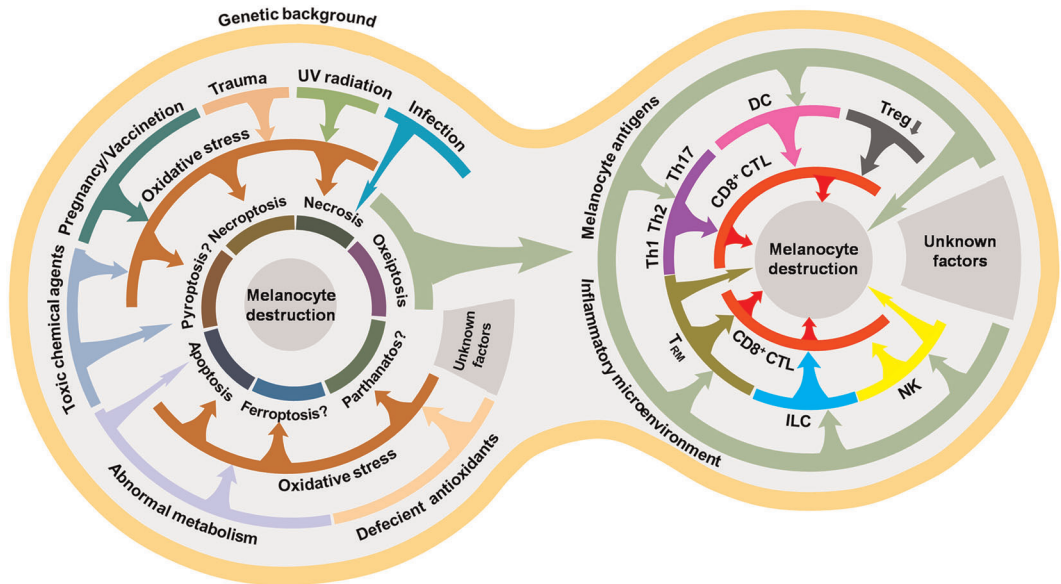 Genetic background
Trauma
UV radiation
Infection
Pregnancy/Vaccinetion
Oxidative stress
Toxic chemical agents
Necroptosis
Necrosis
Oxeiptosis
Pyroptosis?
Melanocyte
destruction
Apoptosis
Ferroptosis?
Parthanatos?
Unknown
factors
Oxidative stress
Abnormal metabolism
Defecient antioxidants
Melanocyte antigens
Inflammatory microenvironment
DC
Treg
Th1 Th2 Th17
CD8⁺ CTL
Melanocyte
destruction
Unknown
factors
TRM
CD8⁺ CTL
ILC
NK